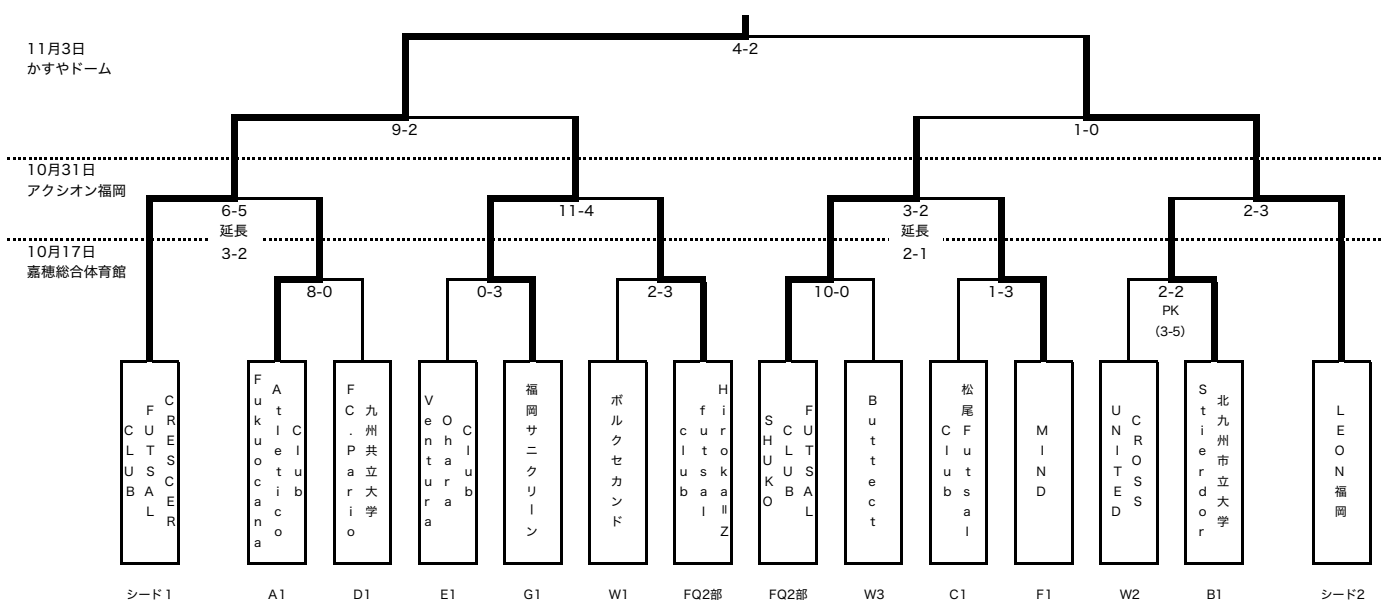 4-2
11月3日
かすやドーム
9-2
1-0
10月31日
アクシオン福岡
6-5
延長
3-2
11-4
3-2
延長
2-1
2-3
10月17日
嘉穂総合体育館
8-0
0-3
2-3
10-0
1-3
2-2
PK
(3-5)
CRESCER
FUTSAL
CLUB
Club
Atletico
Fukuocana
九州共立大学
FC.Pario
Club
Ohara
Ventura
福岡サニクリーン
ボルクセカンド
Hiroka〓Z
futsal
club
FUTSAL
CLUB
SHUKO
Buttect
松尾Futsal
Club
MIND
CROSS
UNITED
北九州市立大学
Stierdor
LEON福岡
シード1
A1
D1
E1
G1
W1
FQ2部
FQ2部
W3
C1
F1
W2
B1
シード2